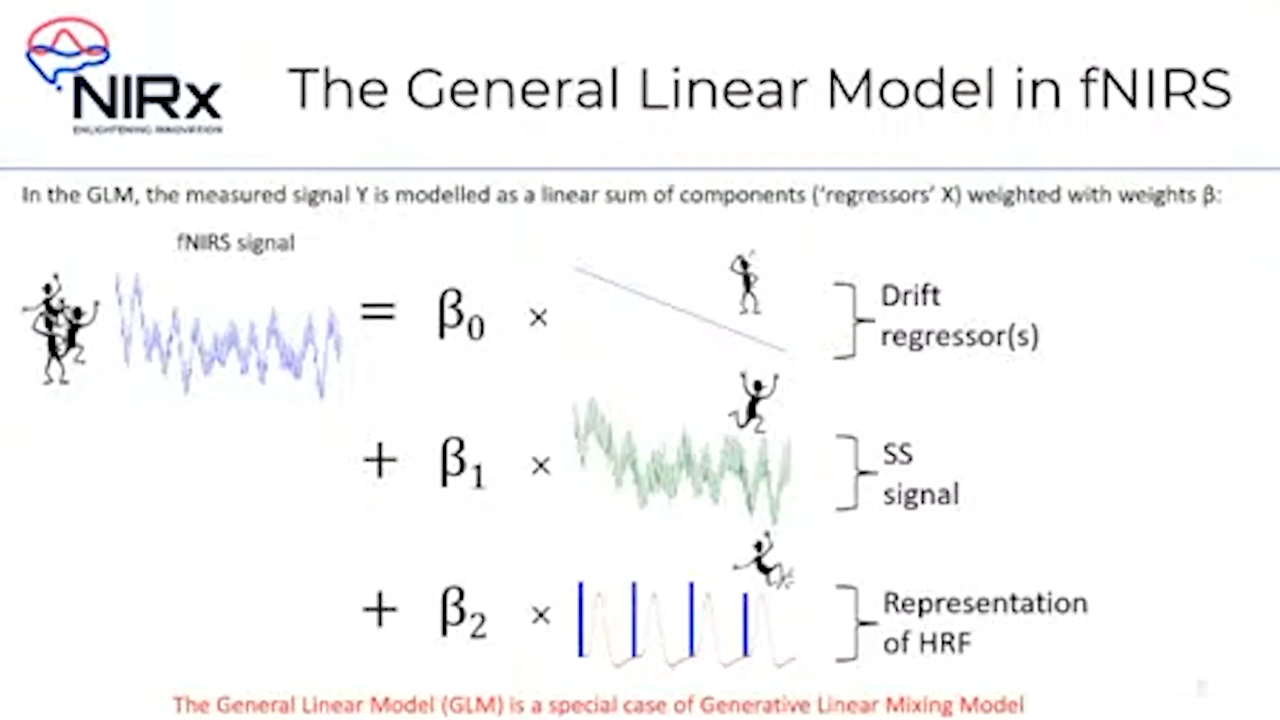 NIRx
ENLIGHTENING INNOVATION
The General Linear Model in fNIRS
In the GLM, the measured signal Y is modelled as a linear sum of components ('regressors' X) weighted with weights β:
fNIRS signal
= β0 ×
Drift
regressor(s)
+ β1 ×
SS
signal
+ β2 ×
Representation
of HRF
The General Linear Model (GLM) is a special case of Generative Linear Mixing Model